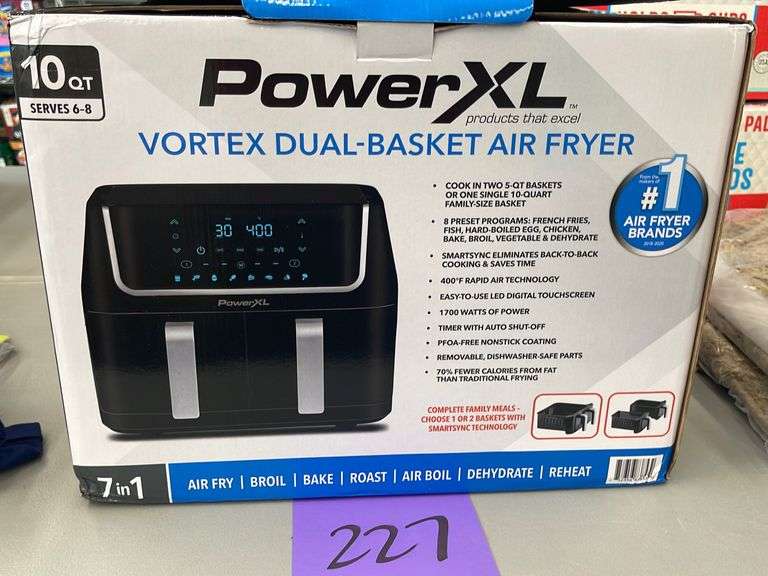 10 QT
SERVES 6-8
PowerXL™
products that excel
VORTEX DUAL-BASKET AIR FRYER
From the
makers of
#1
AIR FRYER
BRANDS
• COOK IN TWO 5-QT BASKETS
OR ONE SINGLE 10-QUART
FAMILY-SIZE BASKET
• 8 PRESET PROGRAMS: FRENCH FRIES,
FISH, HARD-BOILED EGG, CHICKEN,
BAKE, BROIL, VEGETABLE & DEHYDRATE
• SMARTSYNC ELIMINATES BACK-TO-BACK
COOKING & SAVES TIME
• 400°F RAPID AIR TECHNOLOGY
• EASY-TO-USE LED DIGITAL TOUCHSCREEN
• 1700 WATTS OF POWER
• TIMER WITH AUTO SHUT-OFF
• PFOA-FREE NONSTICK COATING
• REMOVABLE, DISHWASHER-SAFE PARTS
• 70% FEWER CALORIES FROM FAT
THAN TRADITIONAL FRYING
30 400
PowerXL
COMPLETE FAMILY MEALS –
CHOOSE 1 OR 2 BASKETS WITH
SMARTSYNC TECHNOLOGY
7 in 1
AIR FRY | BROIL | BAKE | ROAST | AIR BOIL | DEHYDRATE | REHEAT
227